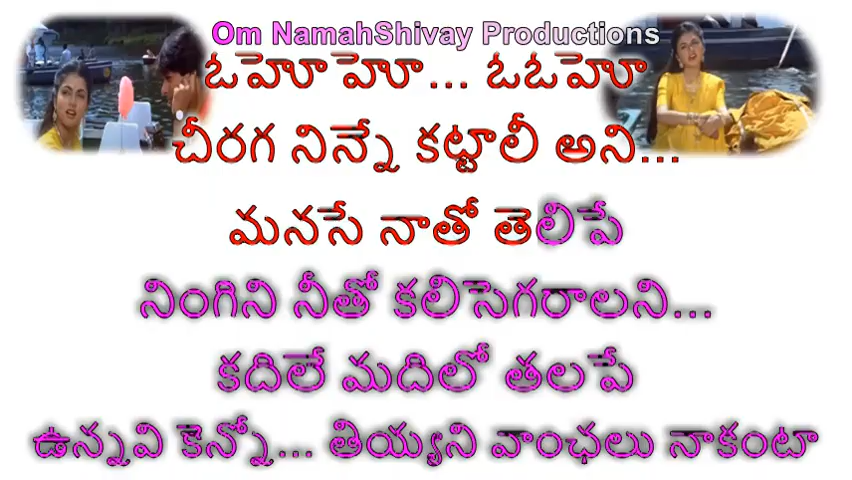 Om NamahShivay Productions
ఓహెూ హెూ... ఓఓహెూ
చీరగ నిన్నే కట్టాలీ అని...
మనసే నాతో తెలిపే
నింగిని నీతో కలిసెగరాలని...
కదిలే మదిలో తలపే
ఉన్నవి కెన్నో... తియ్యని వాంఛలు నాకంటా